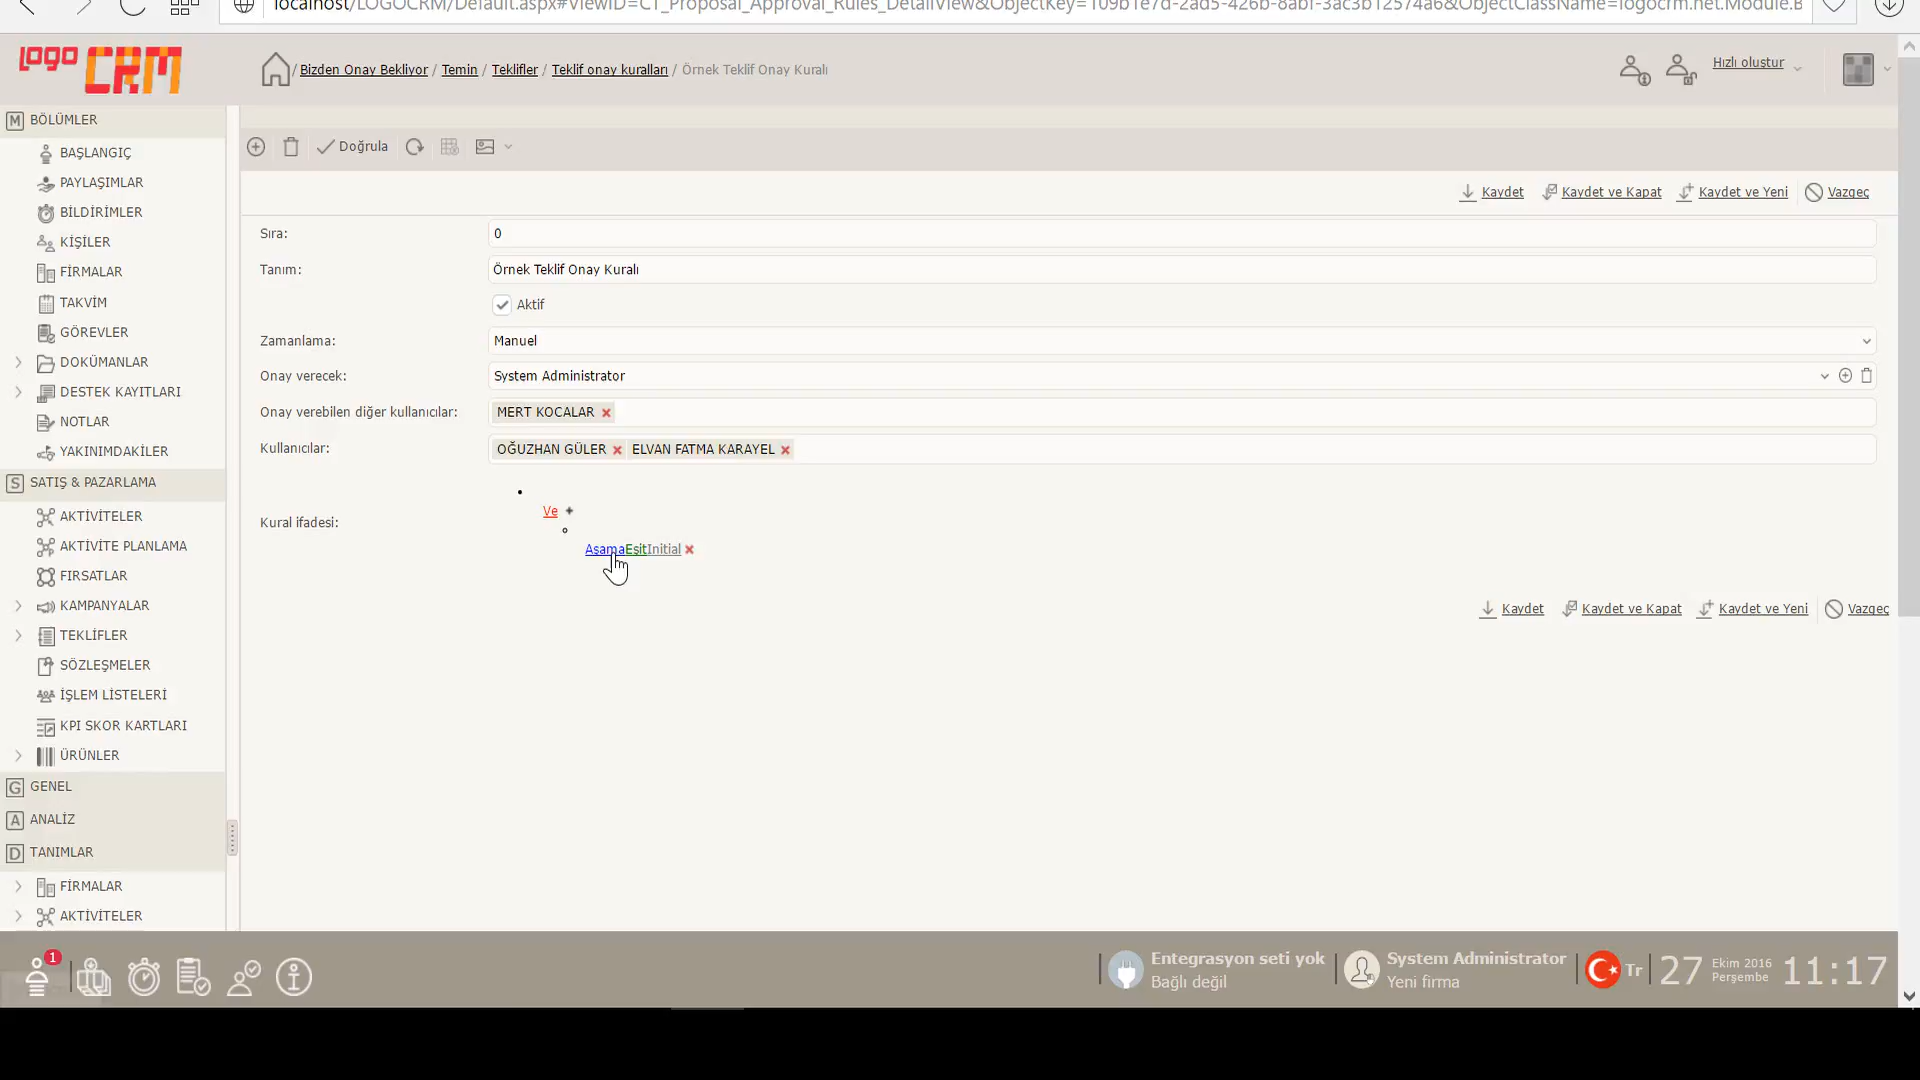 localhost/LOGOCRM/Default.aspx#ViewID=CT_Proposal_Approval_Rules_DetailView&ObjectKey=109b1e7d-2ad5-426b-8abf-3ac3b12574a6&ObjectClassName=logocrm.net.Module.B
logo CRM
/ Bizden Onay Bekliyor / Temin / Teklifler / Teklif onay kuralları / Örnek Teklif Onay Kuralı
Hızlı oluştur
M BÖLÜMLER
BAŞLANGIÇ
PAYLAŞIMLAR
BİLDİRİMLER
KİŞİLER
FİRMALAR
TAKVİM
GÖREVLER
DOKÜMANLAR
DESTEK KAYITLARI
NOTLAR
YAKINIMDAKİLER
S SATIŞ & PAZARLAMA
AKTİVİTELER
AKTİVİTE PLANLAMA
FIRSATLAR
KAMPANYALAR
TEKLİFLER
SÖZLEŞMELER
İŞLEM LİSTELERİ
KPI SKOR KARTLARI
ÜRÜNLER
G GENEL
A ANALİZ
D TANIMLAR
FİRMALAR
AKTİVİTELER
Doğrula
Kaydet Kaydet ve Kapat Kaydet ve Yeni Vazgeç
Sıra: 0
Tanım: Örnek Teklif Onay Kuralı
Aktif
Zamanlama: Manuel
Onay verecek: System Administrator
Onay verebilen diğer kullanıcılar: MERT KOCALAR
Kullanıcılar: OĞUZHAN GÜLER ELVAN FATMA KARAYEL
Kural ifadesi:
Ve
AşamaEşitInitial
Kaydet Kaydet ve Kapat Kaydet ve Yeni Vazgeç
1
Entegrasyon seti yok
Bağlı değil
System Administrator
Yeni firma
Tr
27 Ekim 2016 Perşembe 11:17